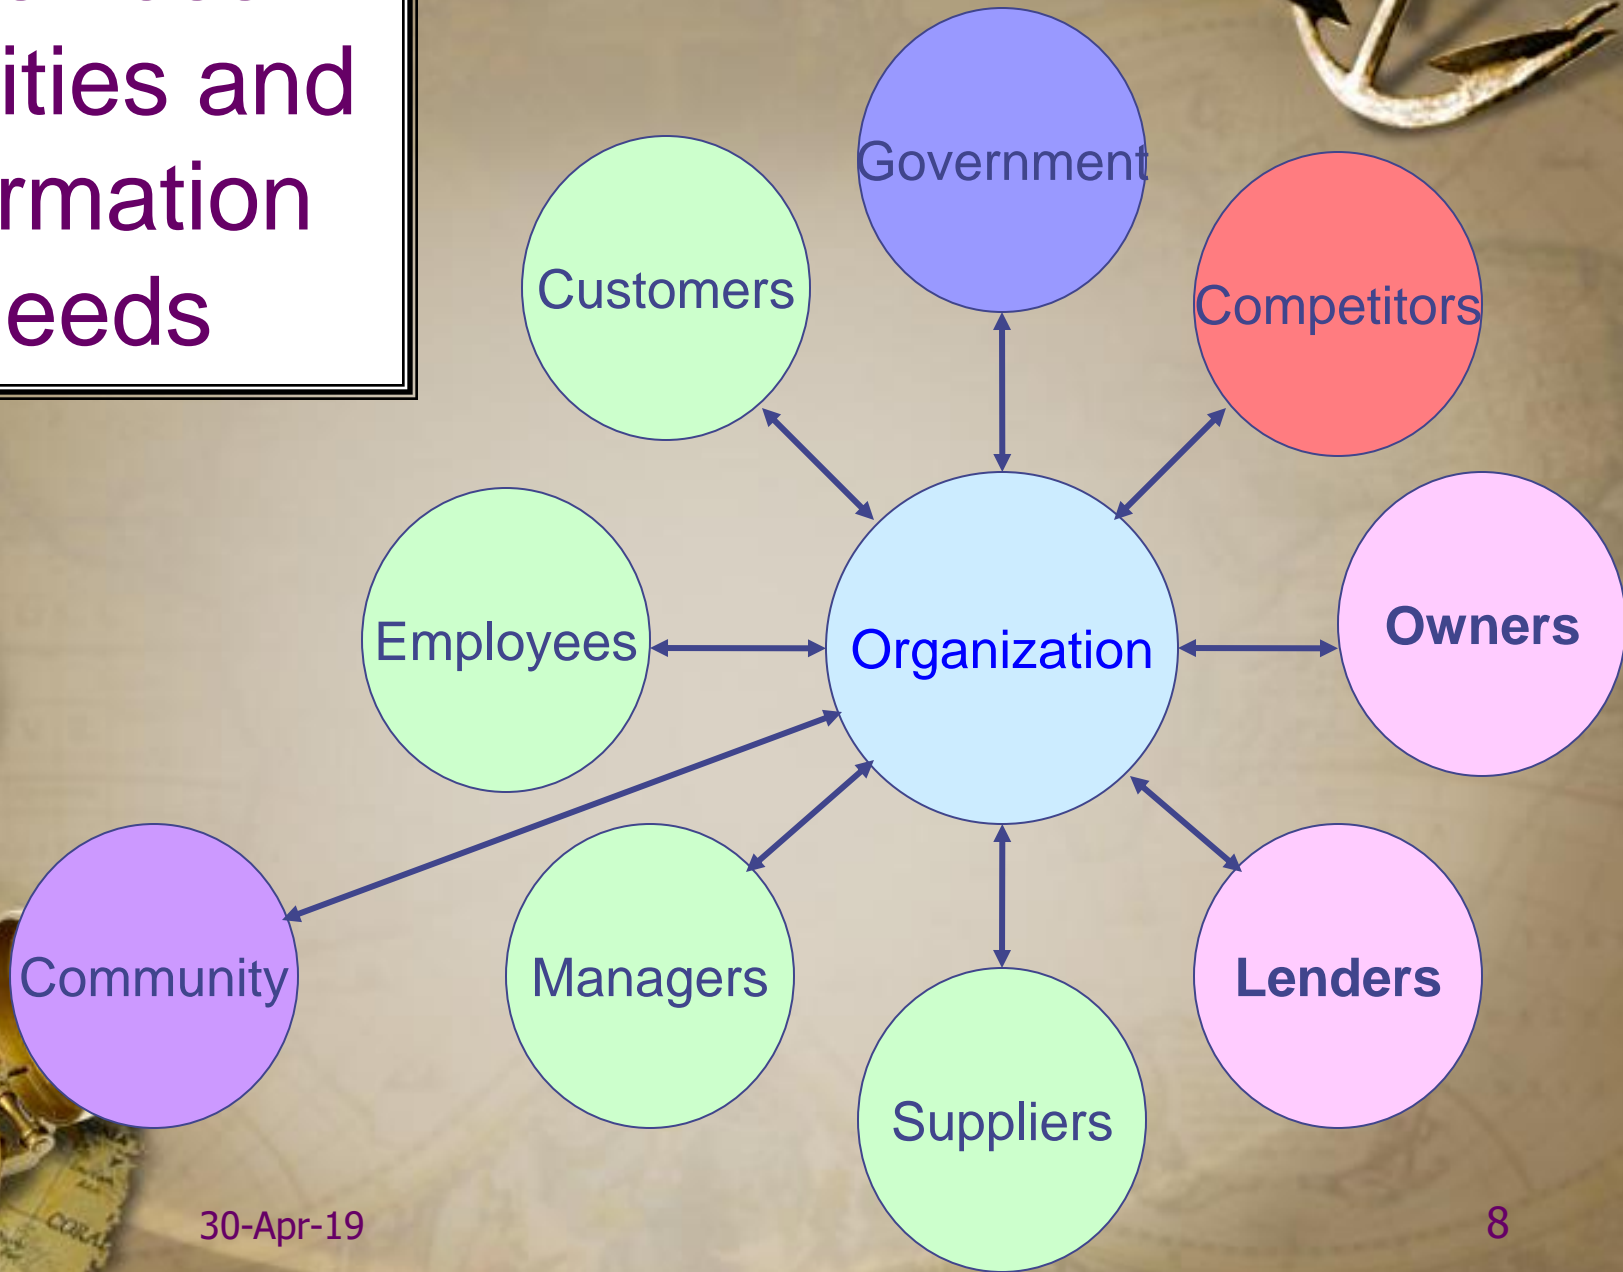 ities and
rmation
eeds
Government
Customers
Competitors
Owners
Employees
Organization
Community
Managers
Lenders
Suppliers
30-Apr-19
8